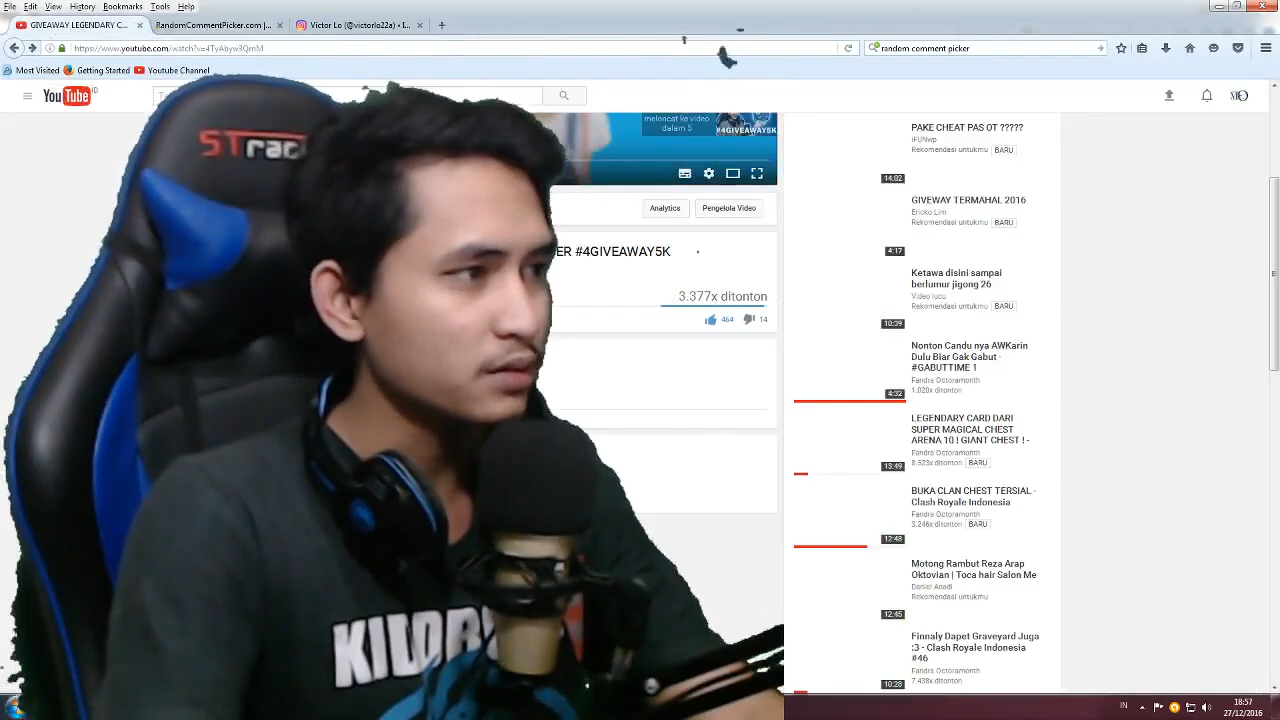 File Edit View History Bookmarks Tools Help
GIVEAWAY LEGENDARY C...
RandomCommentPicker.com
Victor Lo (@victorlo22a) • I...
https://www.youtube.com/watch?v=4TyAbyw3QmM
random comment picker
Most Visited
Getting Started
YouTube Channel
YouTube ID
meloncat ke video
dalam 5
#4GIVEAWAY5K
Analytics
Pengelola Video
ER #4GIVEAWAY5K
3.377x ditonton
464
14
PAKE CHEAT PAS OT ?????
iFUNwp
Rekomendasi untukmu BARU
14:02
GIVEWAY TERMAHAL 2016
Ericko Lim
Rekomendasi untukmu BARU
4:17
Ketawa disini sampai
berlumur jigong 26
Video lucu
Rekomendasi untukmu BARU
10:39
Nonton Candu nya AWKarin
Dulu Biar Gak Gabut -
#GABUTTIME 1
Fandra Octoramonth
1.020x ditonton
4:32
LEGENDARY CARD DARI
SUPER MAGICAL CHEST
ARENA 10 ! GIANT CHEST ! -
Fandra Octoramonth
8.523x ditonton BARU
13:49
BUKA CLAN CHEST TERSIAL -
Clash Royale Indonesia
Fandra Octoramonth
3.246x ditonton BARU
12:48
Motong Rambut Reza Arap
Oktovian | Toca hair Salon Me
Daniel Anadi
Rekomendasi untukmu
12:45
Finnaly Dapet Graveyard Juga
:3 - Clash Royale Indonesia
#46
Fandra Octoramonth
7.438x ditonton
10:28
IN
18:57
27/12/2016